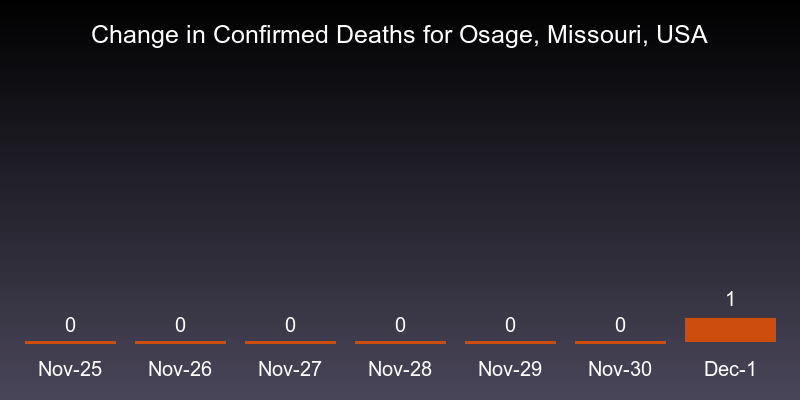 Change in Confirmed Deaths for Osage, Missouri, USA
0 0 0 0 0 0 1
Nov-25 Nov-26 Nov-27 Nov-28 Nov-29 Nov-30 Dec-1